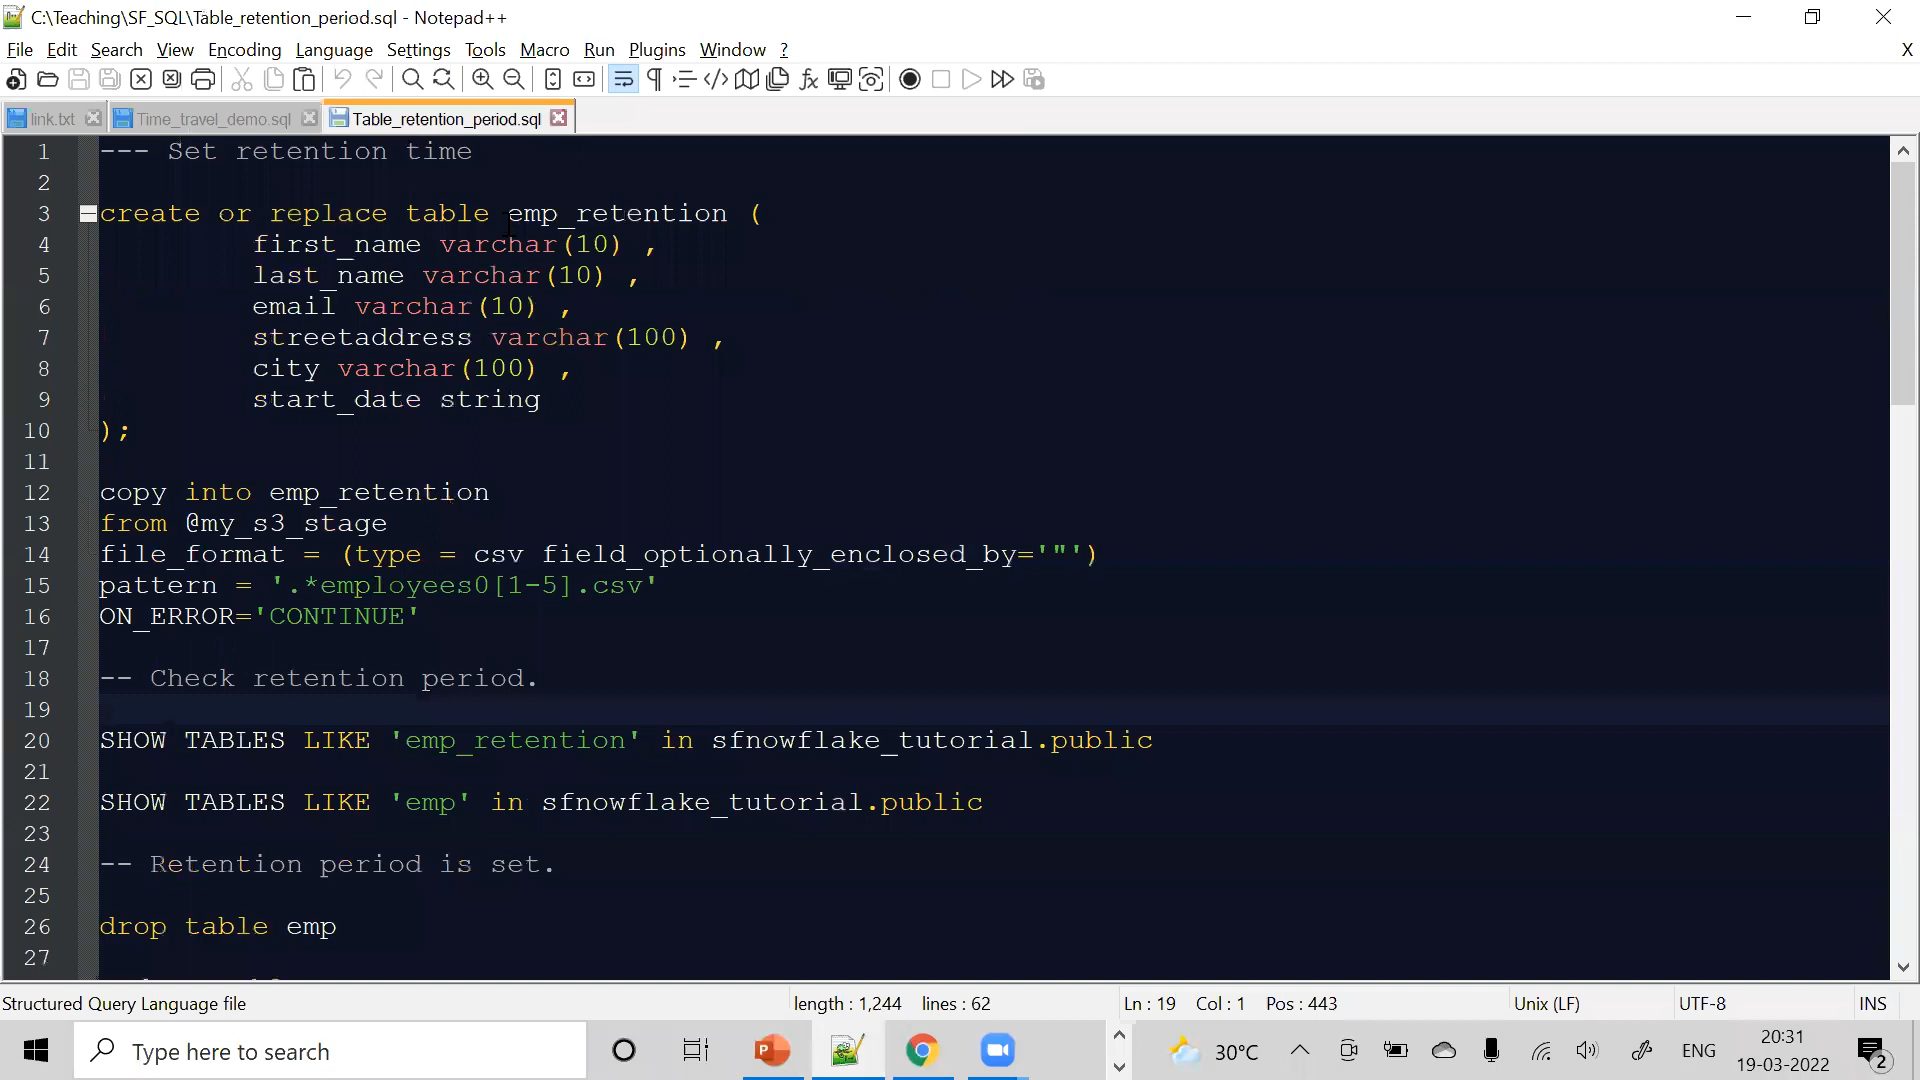 C:\Teaching\SF_SQL\Table_retention_period.sql - Notepad++
File Edit Search View Encoding Language Settings Tools Macro Run Plugins Window ? X
link.txt Time_travel_demo.sql Table_retention_period.sql
1 --- Set retention time
2
3 create or replace table emp_retention (
4 first_name varchar(10) ,
5 last_name varchar(10) ,
6 email varchar(10) ,
7 streetaddress varchar(100) ,
8 city varchar(100) ,
9 start_date string
10 );
11
12 copy into emp_retention
13 from @my_s3_stage
14 file_format = (type = csv field_optionally_enclosed_by='"')
15 pattern = '.*employees0[1-5].csv'
16 ON_ERROR='CONTINUE'
17
18 -- Check retention period.
19
20 SHOW TABLES LIKE 'emp_retention' in sfnowflake_tutorial.public
21
22 SHOW TABLES LIKE 'emp' in sfnowflake_tutorial.public
23
24 -- Retention period is set.
25
26 drop table emp
27
Structured Query Language file length : 1,244 lines : 62 Ln : 19 Col : 1 Pos : 443 Unix (LF) UTF-8 INS
Type here to search 30°C ENG 20:31
19-03-2022 2